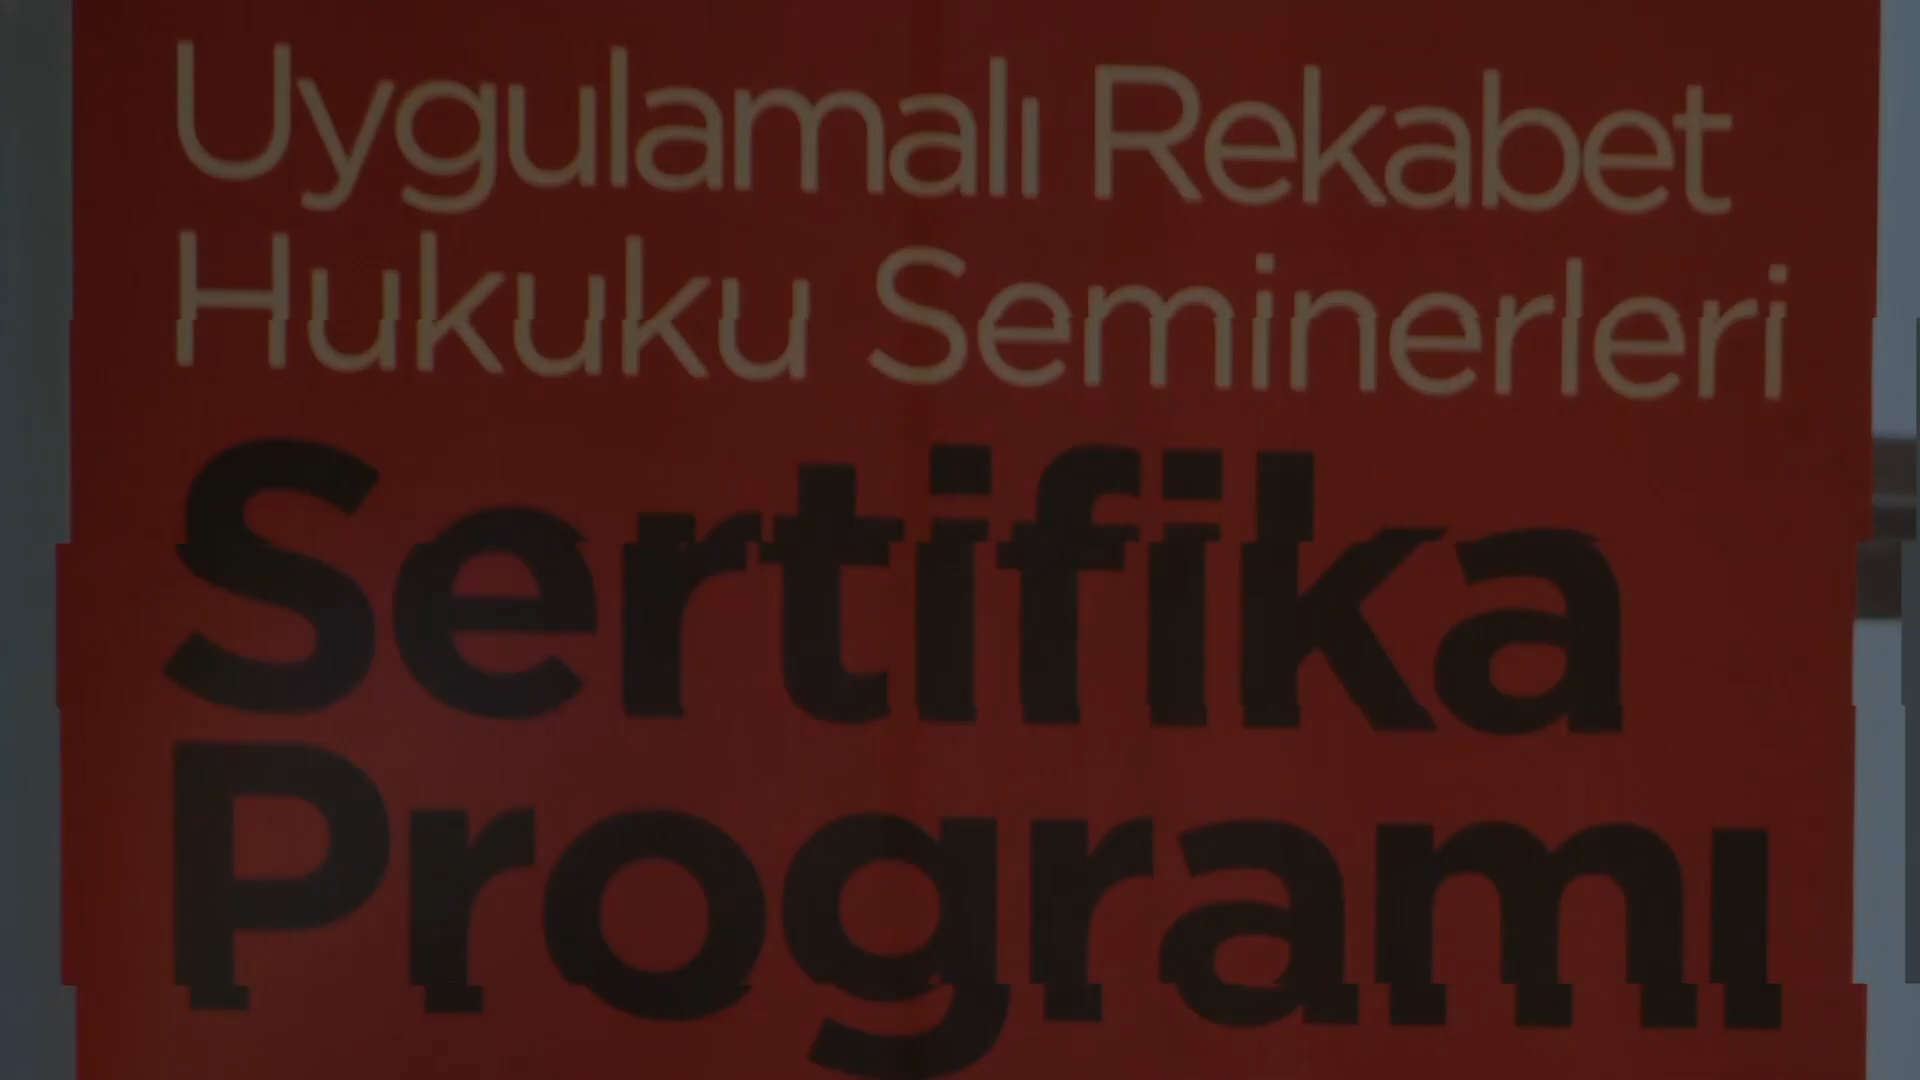 Uygulamalı Rekabet
Hukuku Seminerleri
Sertifika
Programı